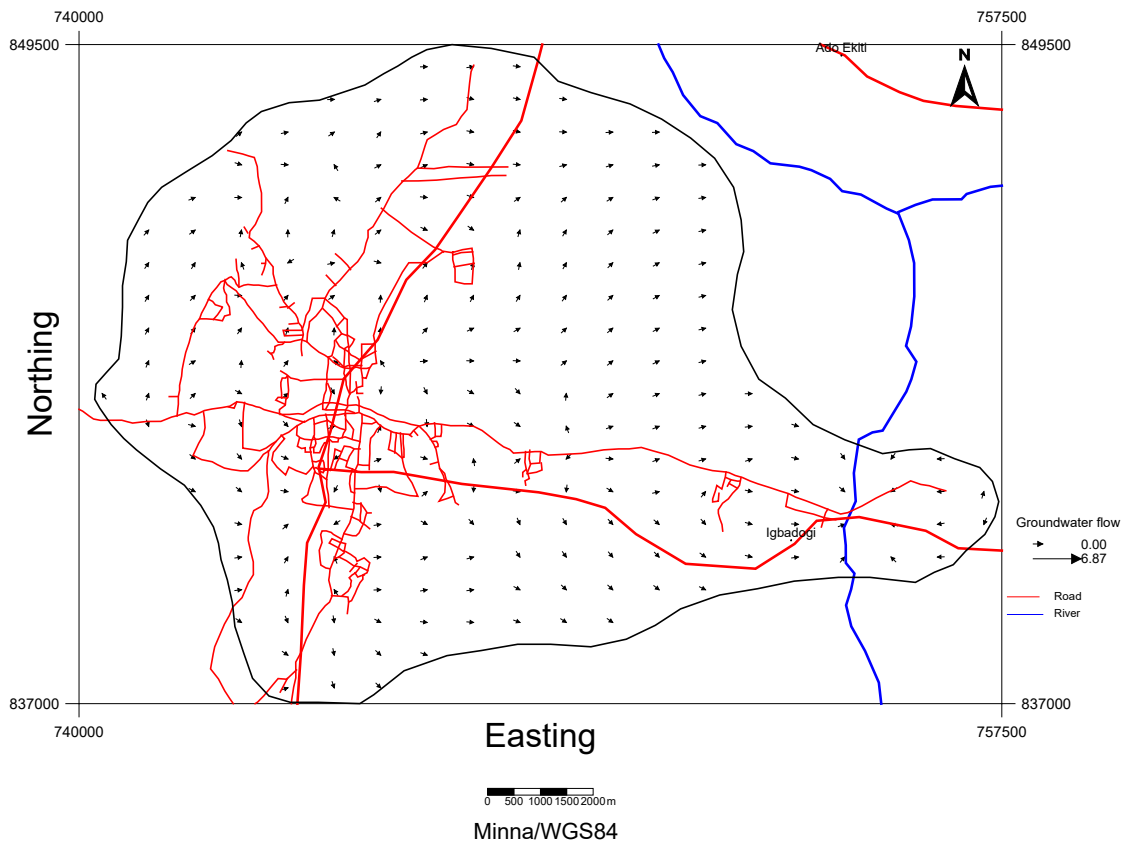 740000
757500
849500
849500
Ado Ekiti
N
Northing
Igbadogi
Groundwater flow
0.00
6.87
Road
River
837000
837000
740000
757500
Easting
0 500 1000 1500 2000 m
Minna/WGS84